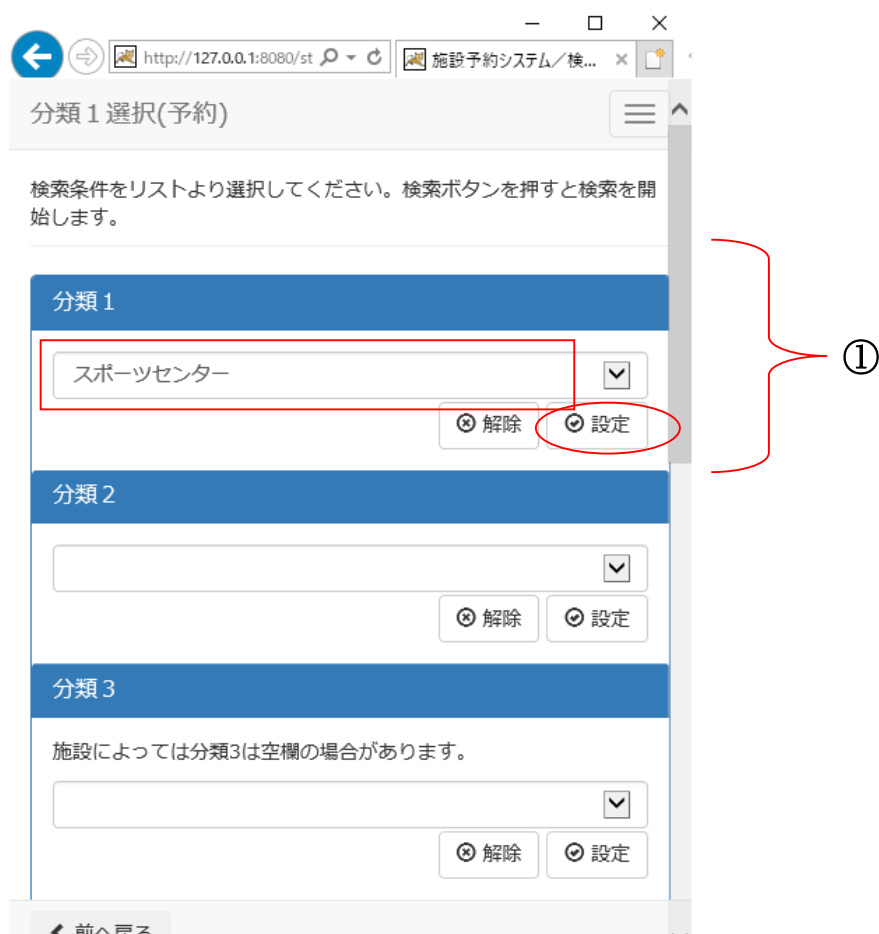 http://127.0.0.1:8080/st
施設予約システム／検...
分類１選択(予約)
検索条件をリストより選択してください。検索ボタンを押すと検索を開
始します。
分類１
スポーツセンター
解除 設定
①
分類２
解除 設定
分類３
施設によっては分類3は空欄の場合があります。
解除 設定
前へ戻る